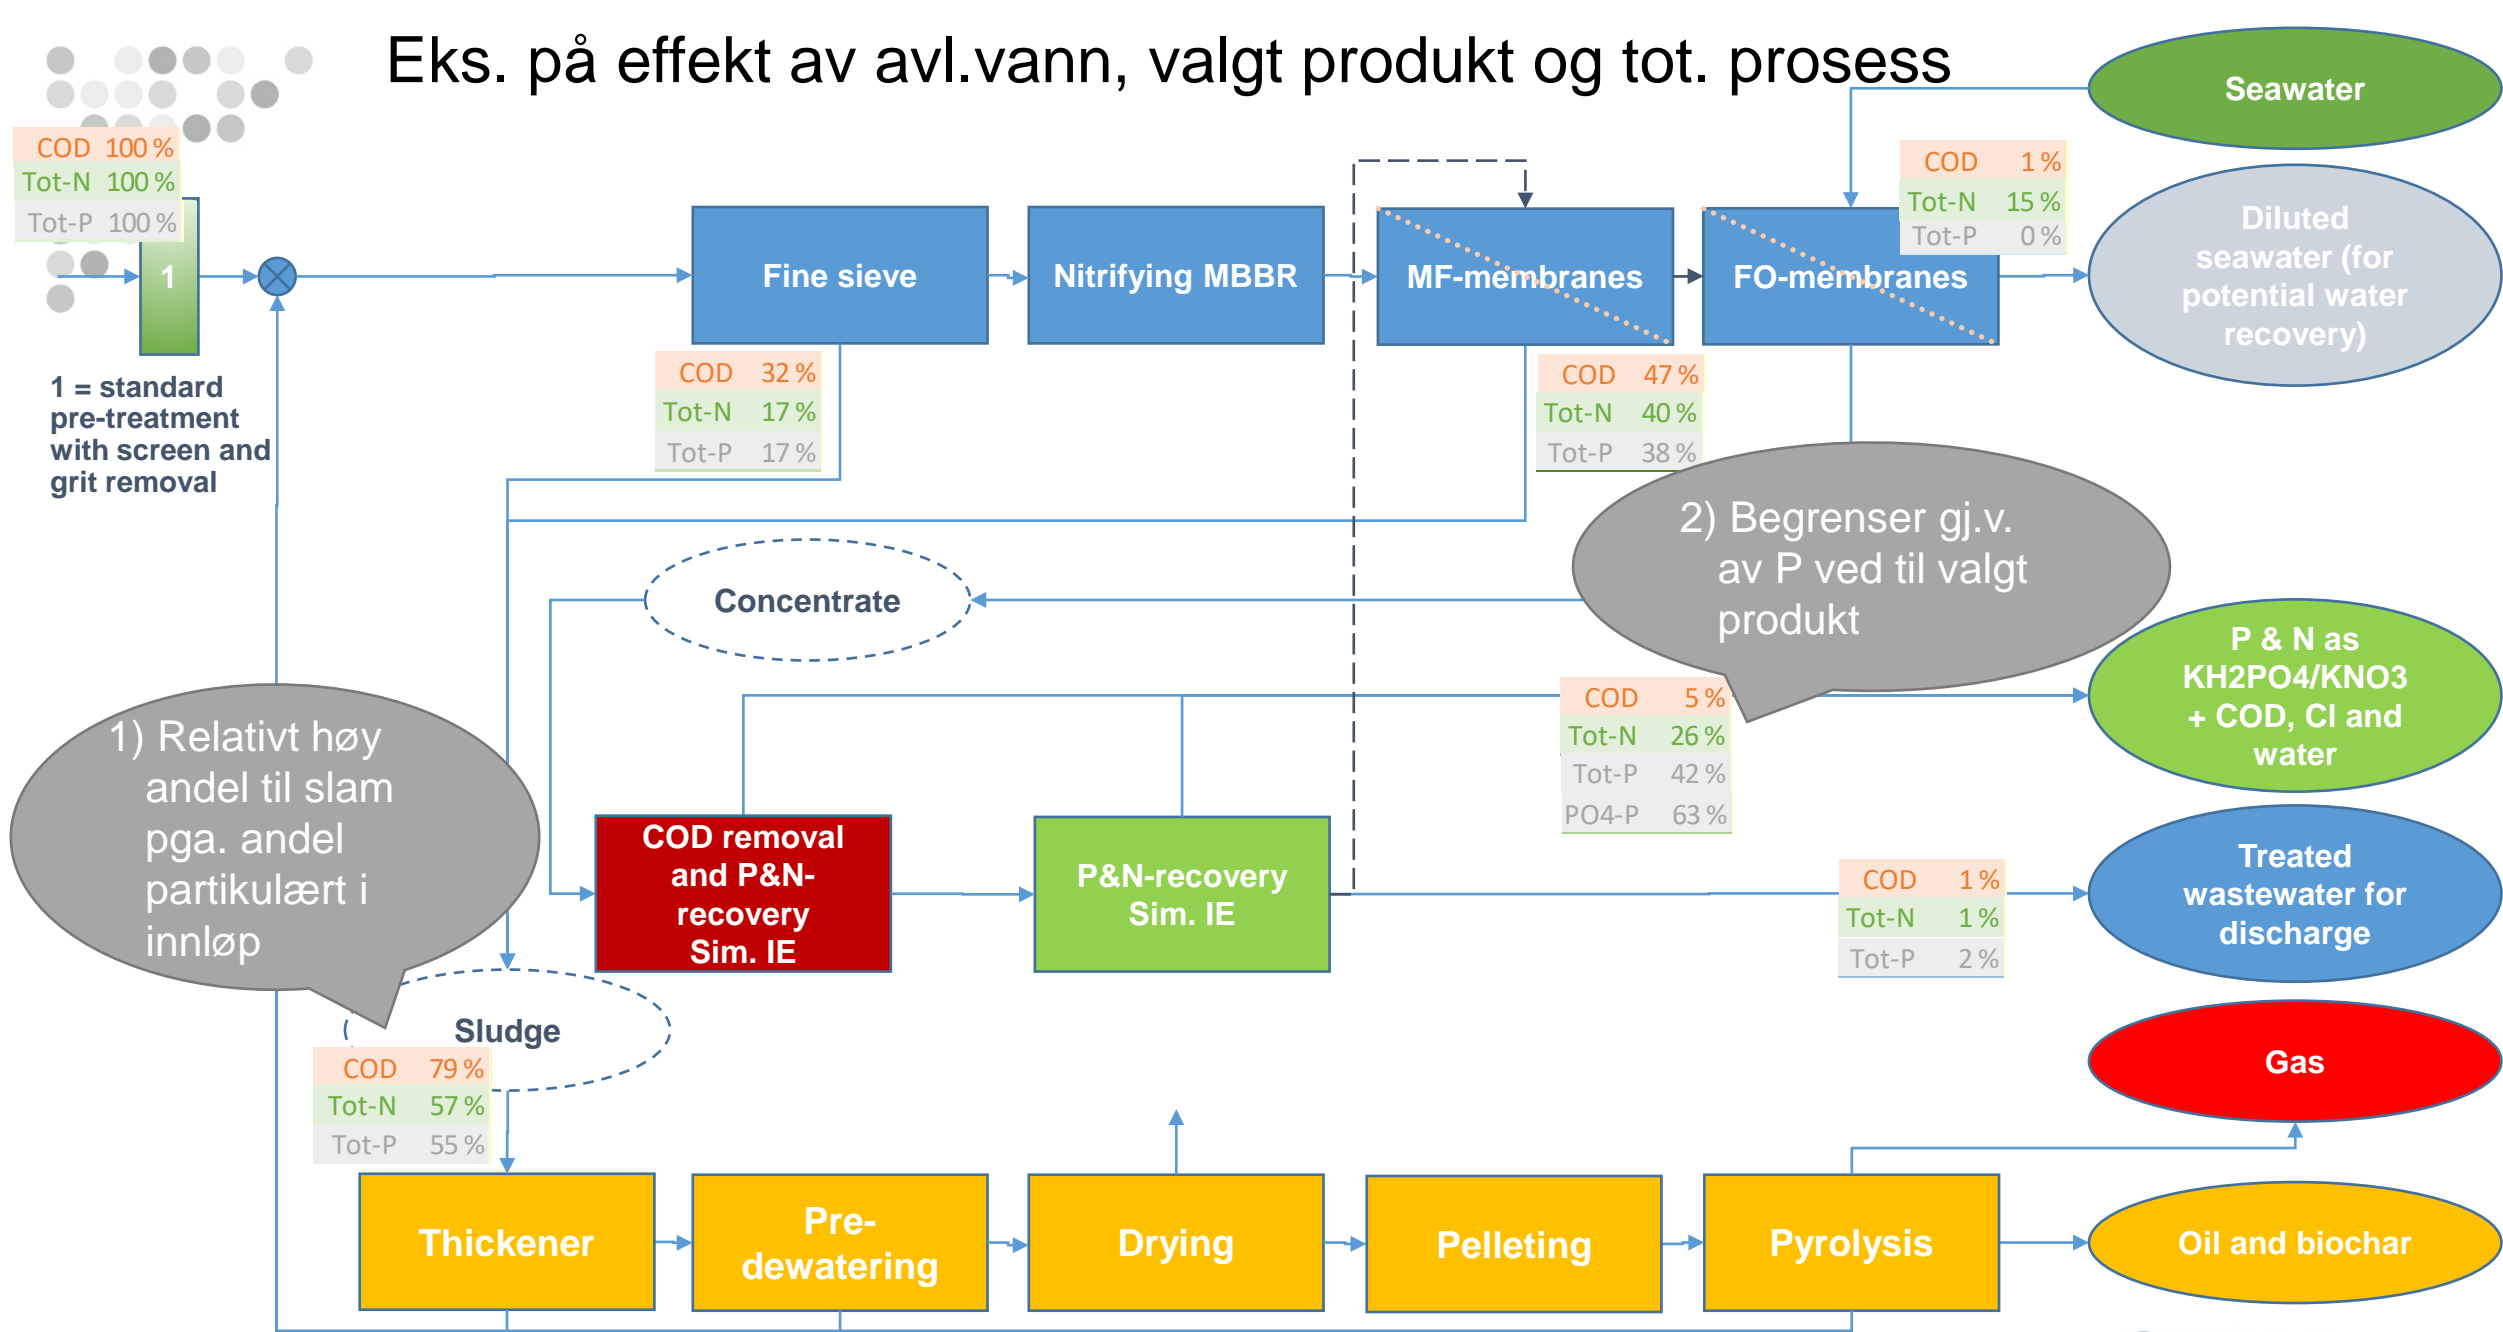 Eks. på effekt av avl.vann, valgt produkt og tot. prosess
Seawater
COD 100 %
Tot-N 100 %
Tot-P 100 %
1
1 = standard
pre-treatment
with screen and
grit removal
Fine sieve
Nitrifying MBBR
MF-membranes
FO-membranes
COD 1 %
Tot-N 15 %
Tot-P 0 %
Diluted
seawater (for
potential water
recovery)
COD 32 %
Tot-N 17 %
Tot-P 17 %
COD 47 %
Tot-N 40 %
Tot-P 38 %
2) Begrenser gj.v.
av P ved til valgt
produkt
Concentrate
COD 5 %
Tot-N 26 %
Tot-P 42 %
PO4-P 63 %
P & N as
KH2PO4/KNO3
+ COD, Cl and
water
1) Relativt høy
andel til slam
pga. andel
partikulært i
innløp
COD removal
and P&N-
recovery
Sim. IE
P&N-recovery
Sim. IE
COD 1 %
Tot-N 1 %
Tot-P 2 %
Treated
wastewater for
discharge
Sludge
COD 79 %
Tot-N 57 %
Tot-P 55 %
Gas
Thickener
Pre-
dewatering
Drying
Pelleting
Pyrolysis
Oil and biochar